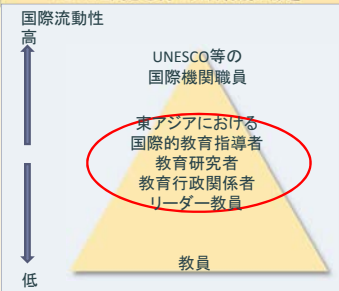 国際流動性
高
UNESCO等の
国際機関職員
東アジアにおける
国際的教育指導者
教育研究者
教育行政関係者
リーダー教員
教員
低